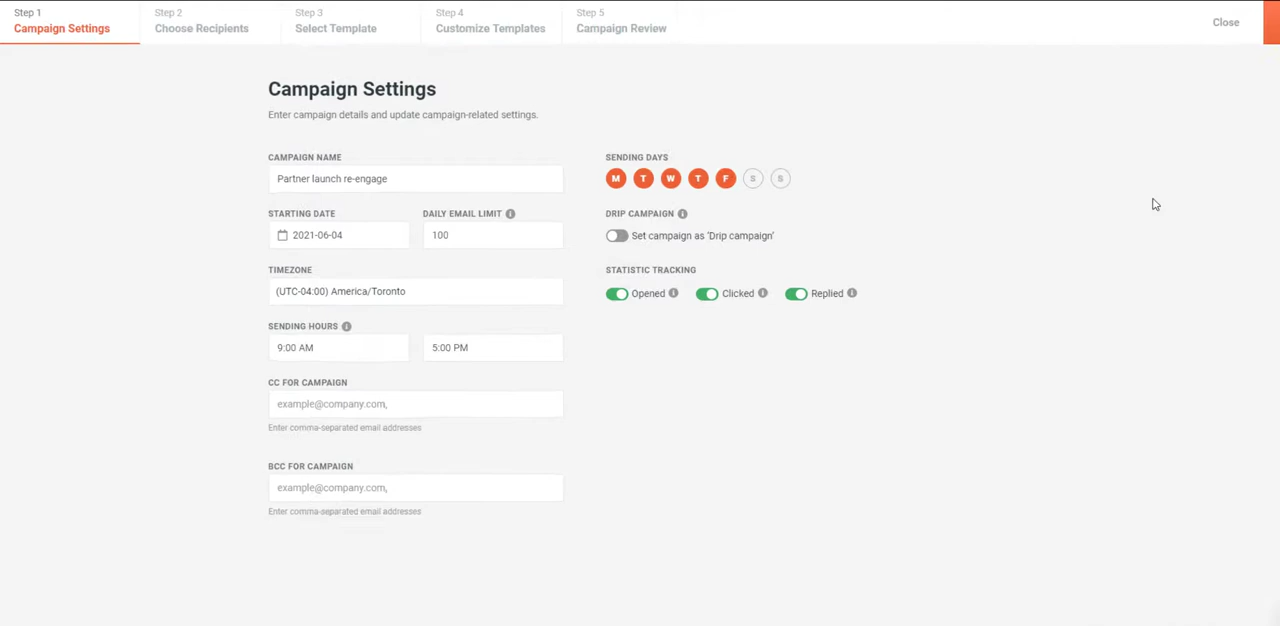 Step 1
Campaign Settings
Step 2
Choose Recipients
Step 3
Select Template
Step 4
Customize Templates
Step 5
Campaign Review
Close
Campaign Settings
Enter campaign details and update campaign-related settings.
CAMPAIGN NAME
Partner launch re-engage
STARTING DATE
DAILY EMAIL LIMIT
2021-06-04
100
TIMEZONE
(UTC-04:00) America/Toronto
SENDING HOURS
9:00 AM
5:00 PM
CC FOR CAMPAIGN
example@company.com,
Enter comma-separated email addresses
BCC FOR CAMPAIGN
example@company.com,
Enter comma-separated email addresses
SENDING DAYS
M T W T F S S
DRIP CAMPAIGN
Set campaign as 'Drip campaign'
STATISTIC TRACKING
Opened Clicked Replied